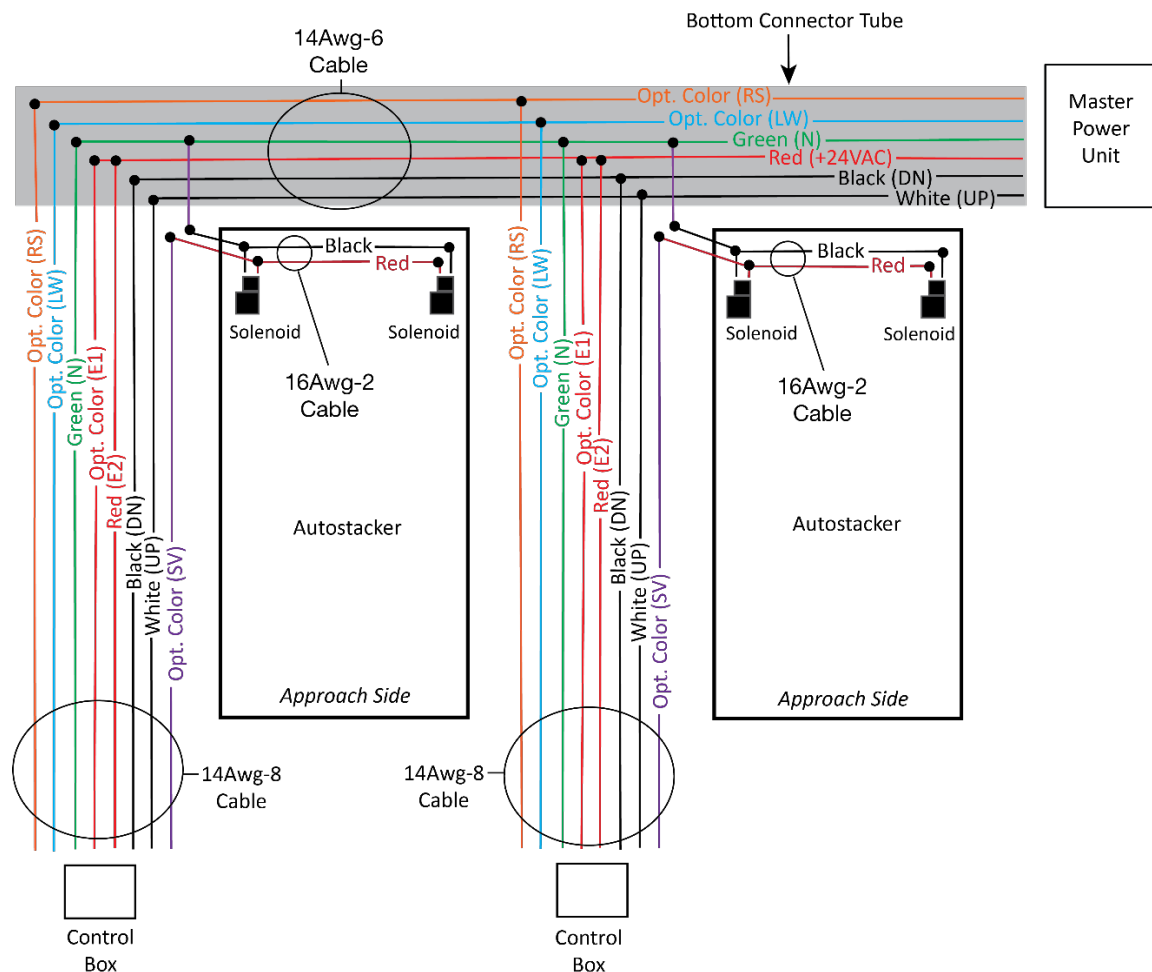 Bottom Connector Tube
14Awg-6
Cable
Opt. Color (RS)
Opt. Color (LW)
Green (N)
Red (+24VAC)
Black (DN)
White (UP)
Master
Power
Unit
Opt. Color (RS)
Opt. Color (LW)
Green (N)
Opt. Color (E1)
Red (E2)
Black (DN)
White (UP)
Opt. Color (SV)
Black
Red
Solenoid
Solenoid
16Awg-2
Cable
Autostacker
Approach Side
14Awg-8
Cable
Control
Box
Opt. Color (RS)
Opt. Color (LW)
Green (N)
Opt. Color (E1)
Red (E2)
Black (DN)
White (UP)
Opt. Color (SV)
Black
Red
Solenoid
Solenoid
16Awg-2
Cable
Autostacker
Approach Side
14Awg-8
Cable
Control
Box